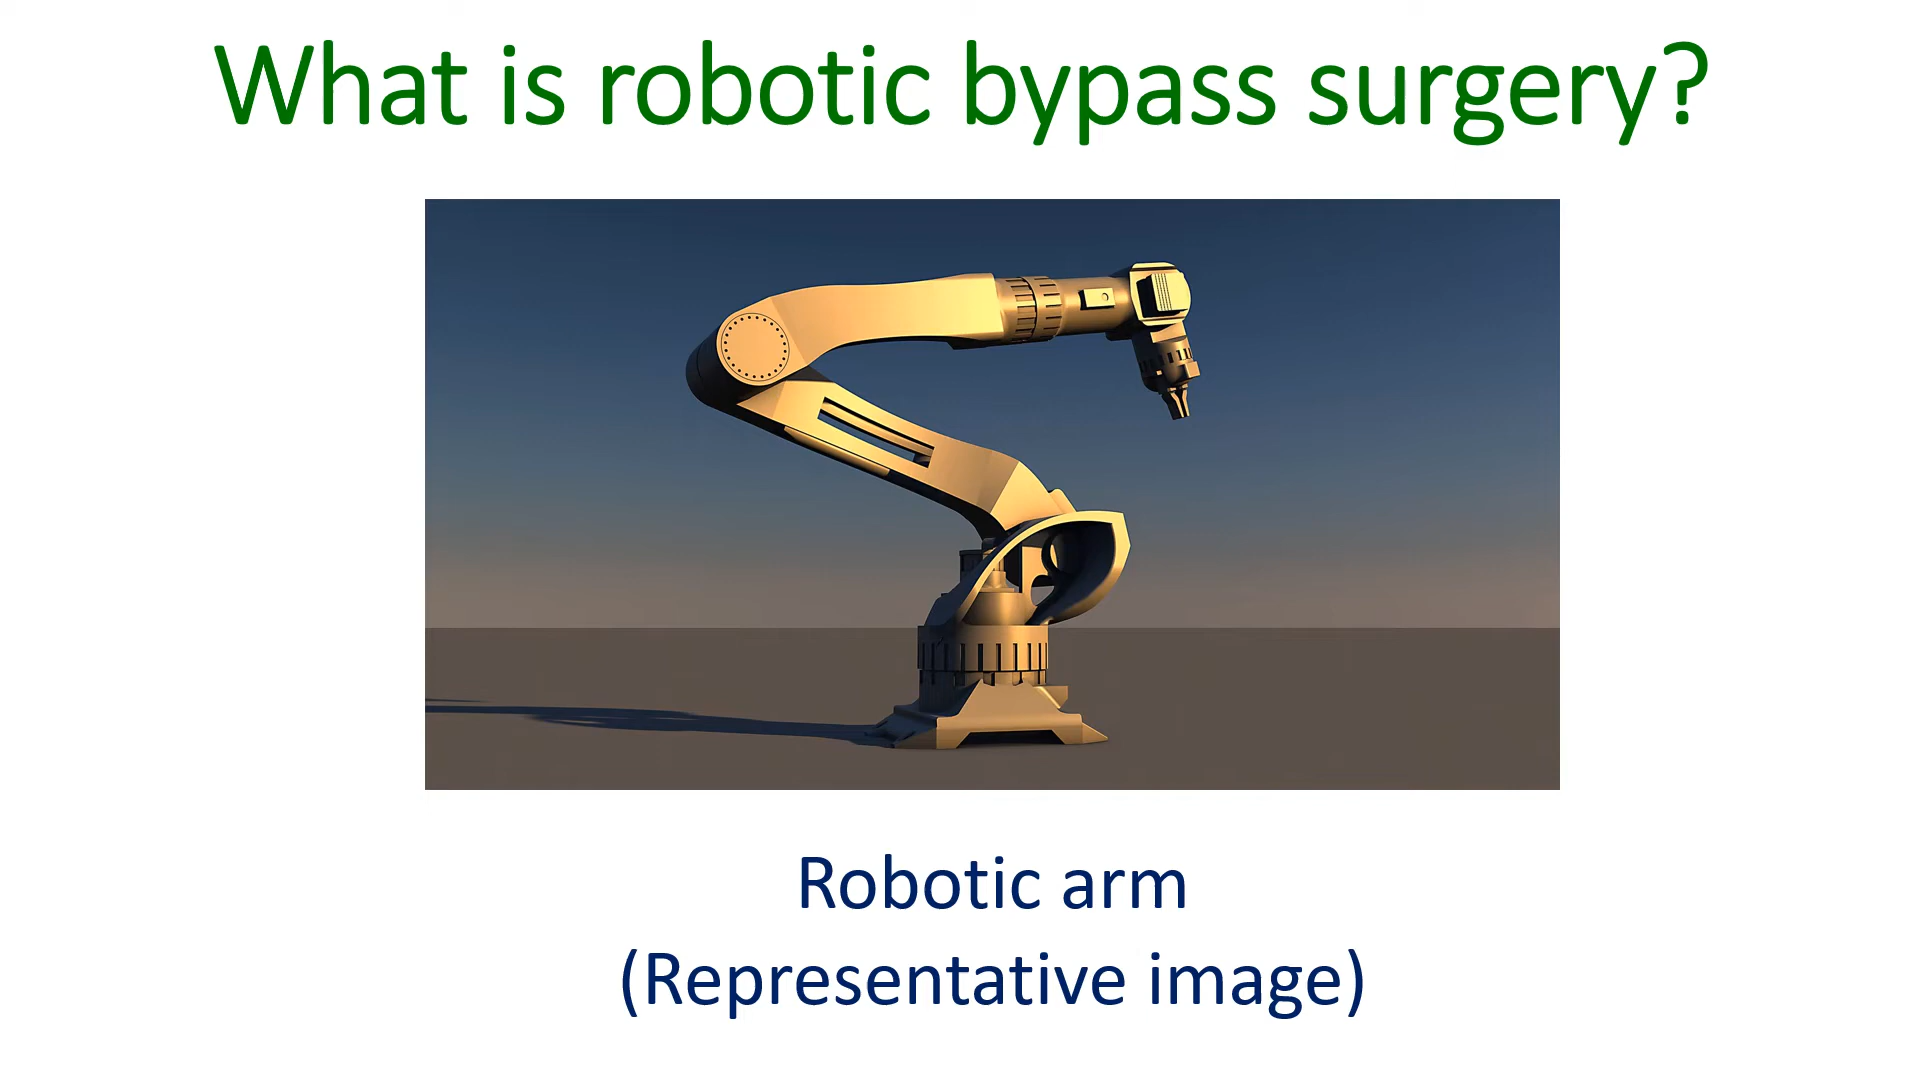 What is robotic bypass surgery?
Robotic arm
(Representative image)